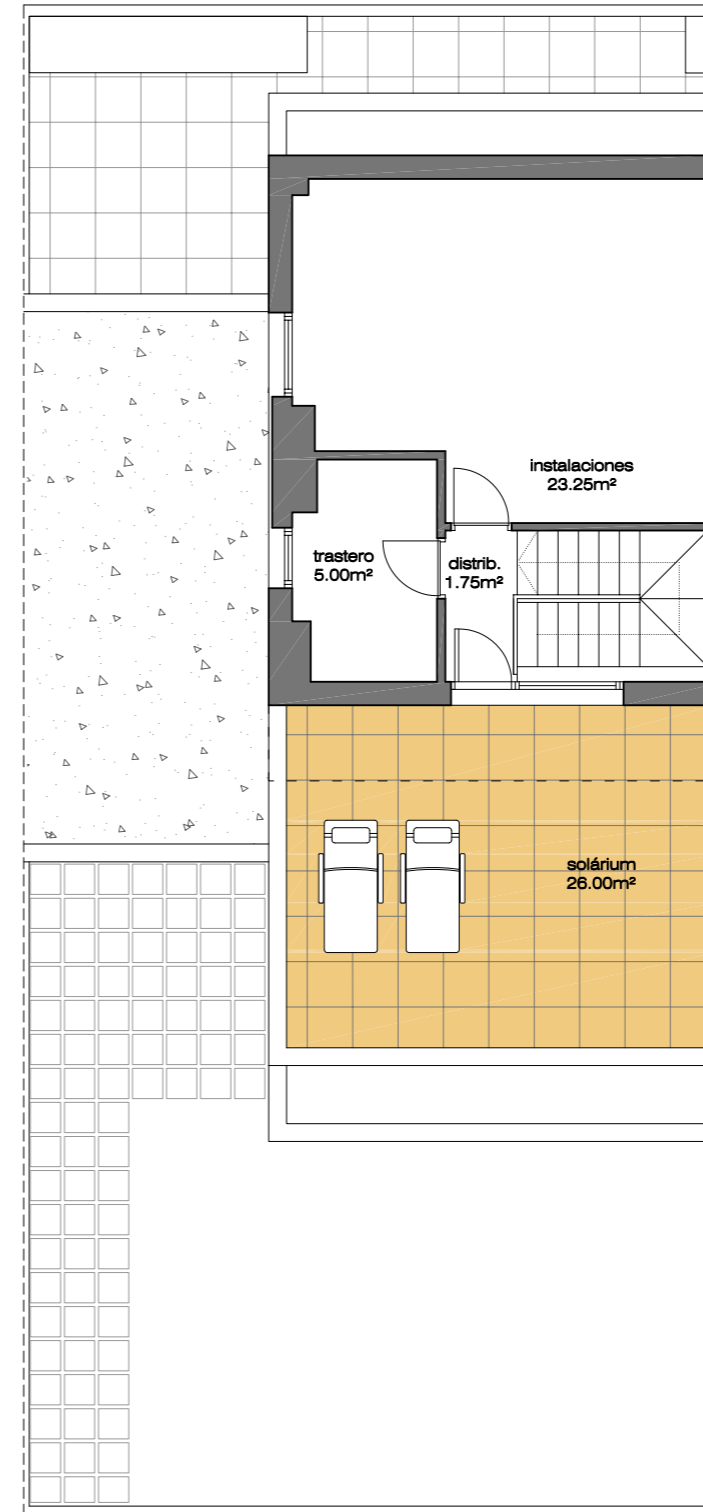 instalaciones
23.25m²
trastero
5.00m²
distrib.
1.75m²
solárium
26.00m²